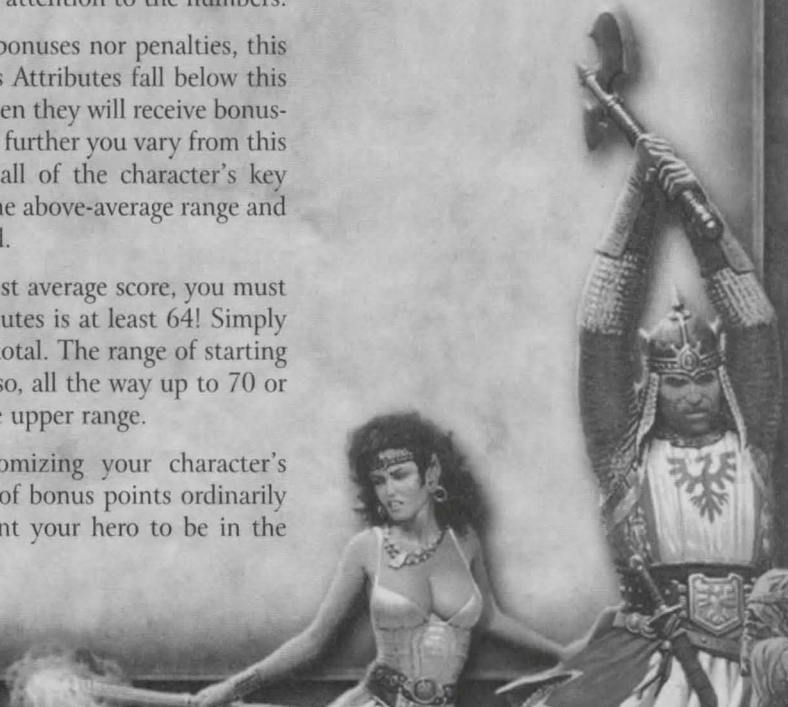 attention to the numbers.
bonuses nor penalties, this
s Attributes fall below this
en they will receive bonus-
further you vary from this
all of the character's key
ne above-average range and
l.
st average score, you must
utes is at least 64! Simply
otal. The range of starting
so, all the way up to 70 or
e upper range.
omizing your character's
of bonus points ordinarily
nt your hero to be in the